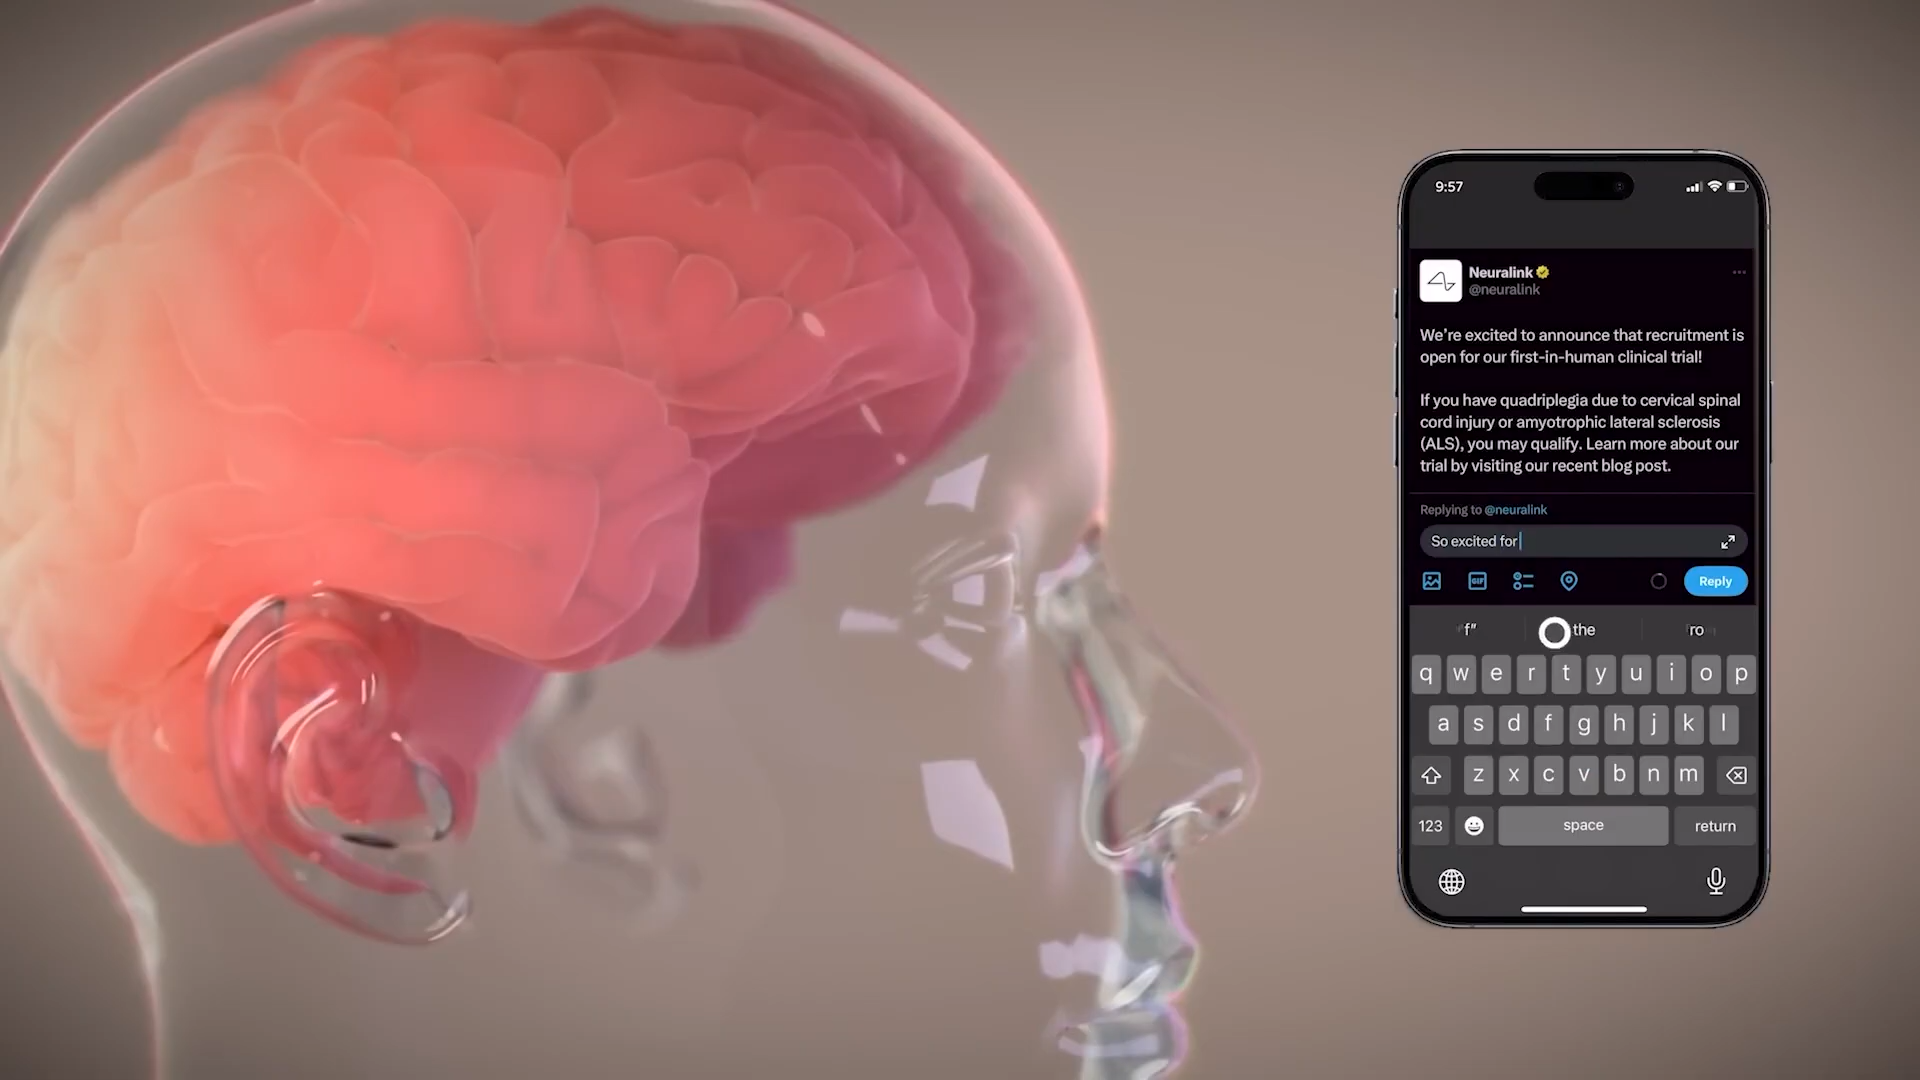 9:57
Neuralink
@neuralink
We're excited to announce that recruitment is
open for our first-in-human clinical trial!
If you have quadriplegia due to cervical spinal
cord injury or amyotrophic lateral sclerosis
(ALS), you may qualify. Learn more about our
trial by visiting our recent blog post.
Replying to @neuralink
So excited for
GIF
Reply
"f" the ro
q w e r t y u i o p
a s d f g h j k l
z x c v b n m
123 space return